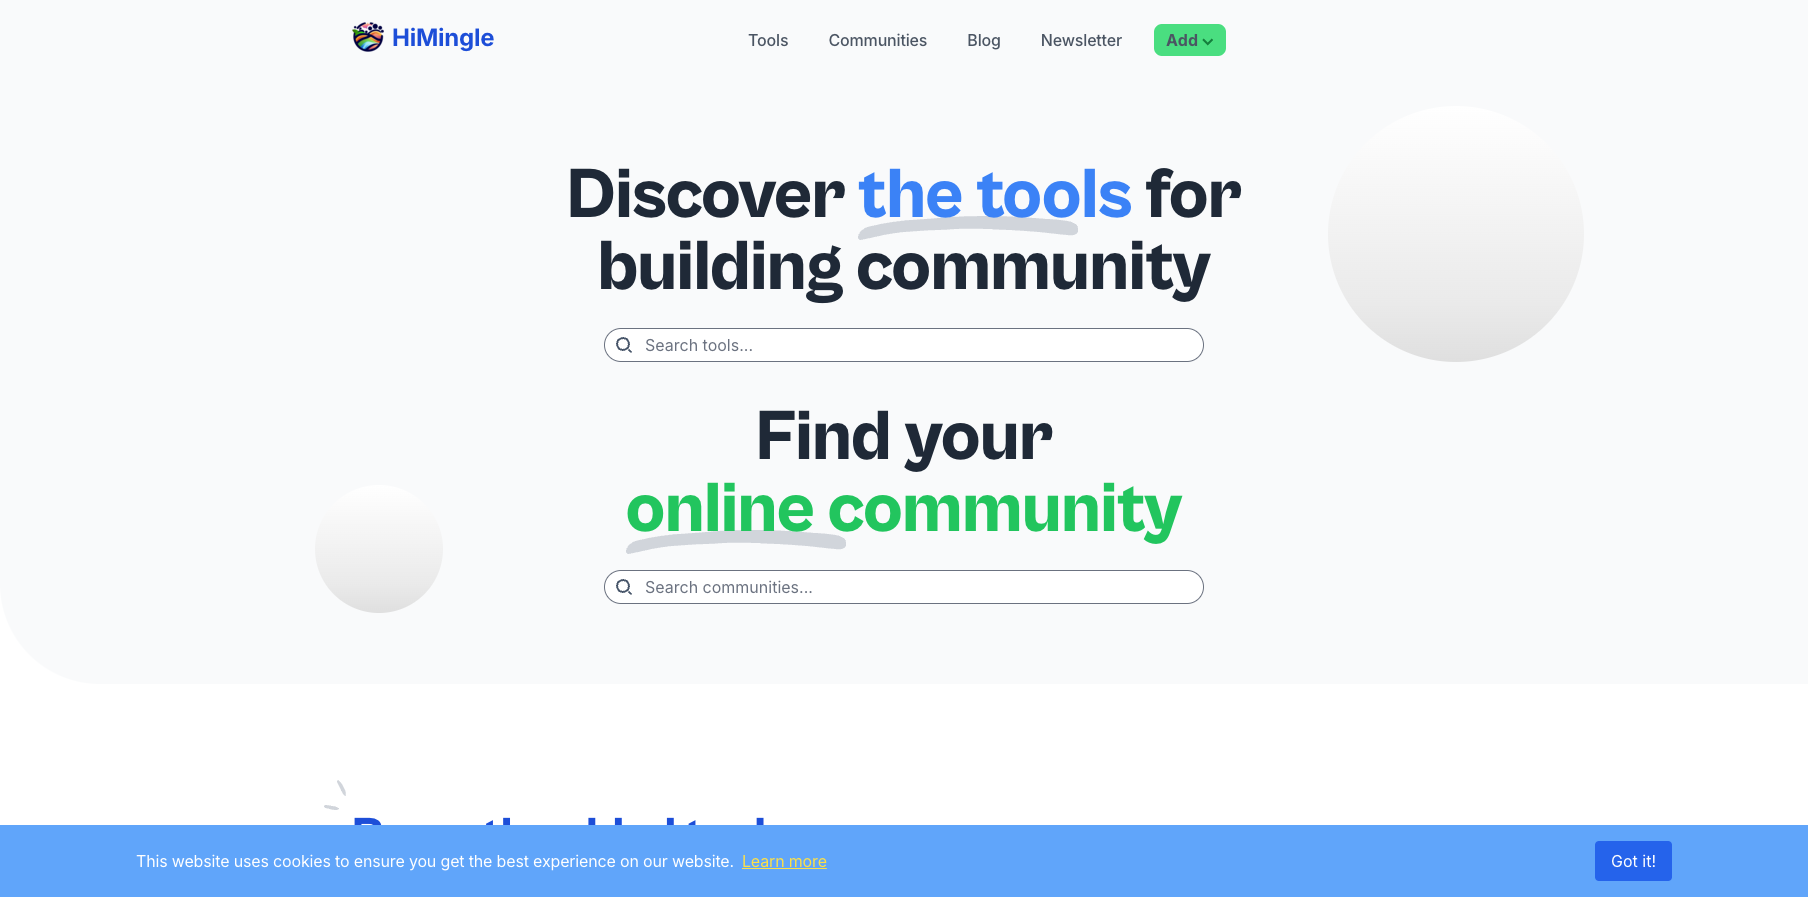 HiMingle
Tools
Communities
Blog
Newsletter
Add
Discover the tools for
building community
Search tools...
Find your
online community
Search communities...
This website uses cookies to ensure you get the best experience on our website. Learn more
Got it!